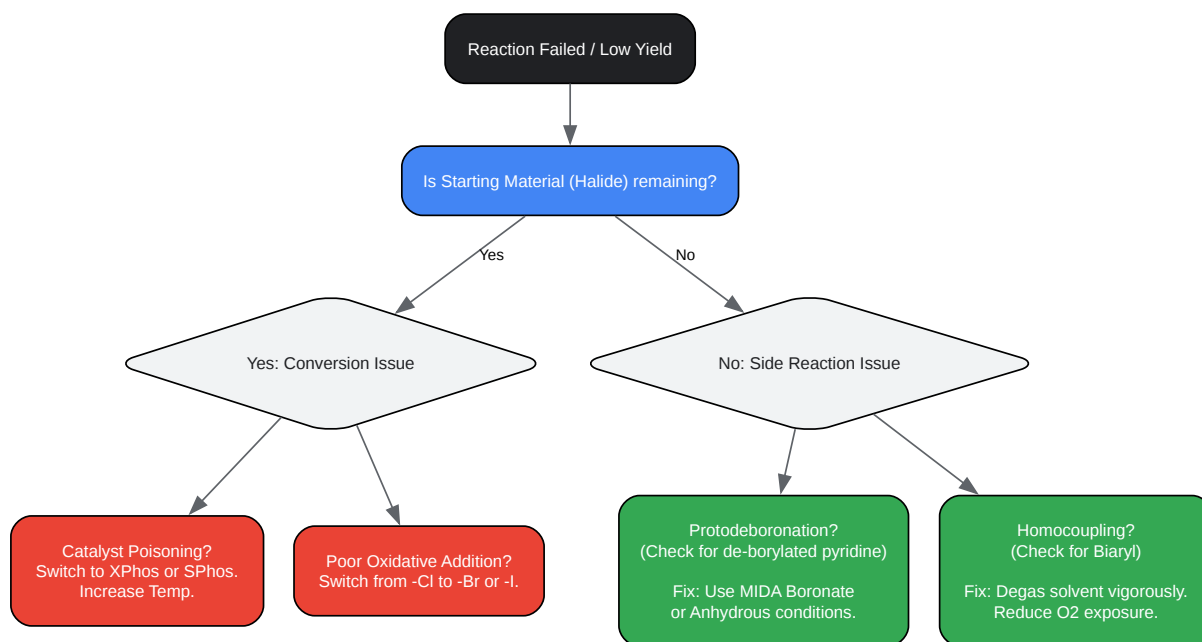 Reaction Failed / Low Yield
Is Starting Material (Halide) remaining?
Yes
No
Yes: Conversion Issue
No: Side Reaction Issue
Catalyst Poisoning?
Switch to XPhos or SPhos.
Increase Temp.
Poor Oxidative Addition?
Switch from -Cl to -Br or -I.
Protodeboronation?
(Check for de-borylated pyridine)
Fix: Use MIDA Boronate
or Anhydrous conditions.
Homocoupling?
(Check for Biaryl)
Fix: Degas solvent vigorously.
Reduce O2 exposure.